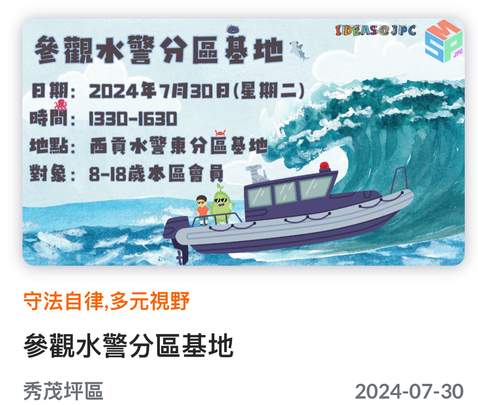 IDEAS@JPC
SMP
JPC
參觀水警分區基地
日期：2024年7月30日(星期二)
時間：1330-1630
地點：西貢水警東分區基地
對象：8-18歲本區會員
守法自律,多元視野
參觀水警分區基地
秀茂坪區
2024-07-30